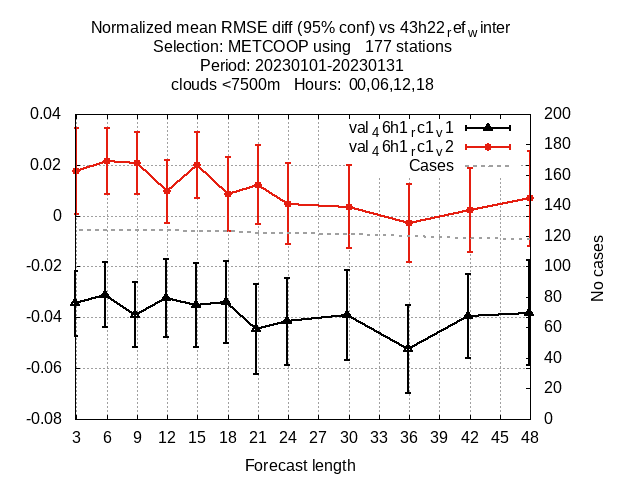 Normalized mean RMSE diff (95% conf) vs 43h22refwinter
Selection: METCOOP using 177 stations
Period: 20230101-20230131
clouds <7500m Hours: 00,06,12,18
val46h1rc1v1
val46h1rc1v2
Cases
0.04
0.02
0
-0.02
-0.04
-0.06
-0.08
200
180
160
140
120
100
80
60
40
20
0
No cases
3 6 9 12 15 18 21 24 27 30 33 36 39 42 45 48
Forecast length